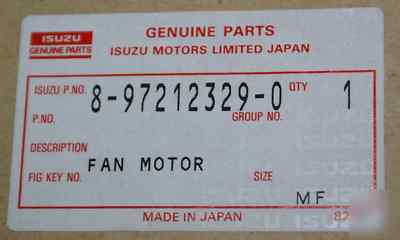 ISUZU
GENUINE PARTS
GENUINE PARTS
ISUZU MOTORS LIMITED JAPAN
ISUZU P.NO. 8-97212329-0 QTY 1
P.NO. GROUP NO.
DESCRIPTION
FAN MOTOR
FIG KEY NO. SIZE
MF
MADE IN JAPAN 82